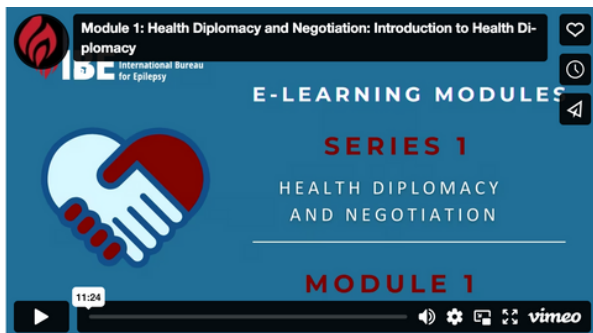 Module 1: Health Diplomacy and Negotiation: Introduction to Health Di-
plomacy
IBE
International Bureau
for Epilepsy
E-LEARNING MODULES
SERIES 1
HEALTH DIPLOMACY
AND NEGOTIATION
MODULE 1
11:24
vimeo